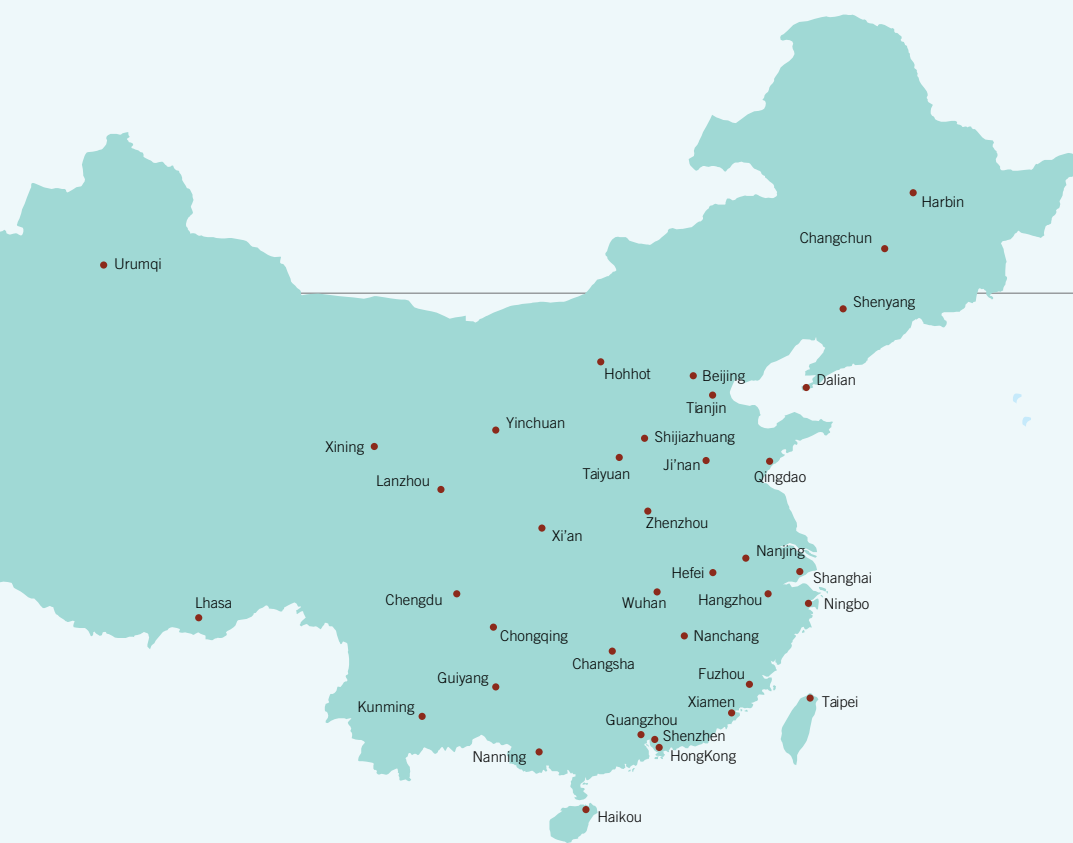 Harbin
Changchun
Urumqi
Shenyang
Hohhot
Beijing
Dalian
Tianjin
Yinchuan
Shijiazhuang
Xining
Ji'nan
Taiyuan
Qingdao
Lanzhou
Zhenzhou
Xi'an
Nanjing
Hefei
Shanghai
Chengdu
Wuhan
Hangzhou
Lhasa
Ningbo
Chongqing
Nanchang
Changsha
Fuzhou
Guiyang
Xiamen
Taipei
Kunming
Guangzhou
Shenzhen
Nanning
HongKong
Haikou